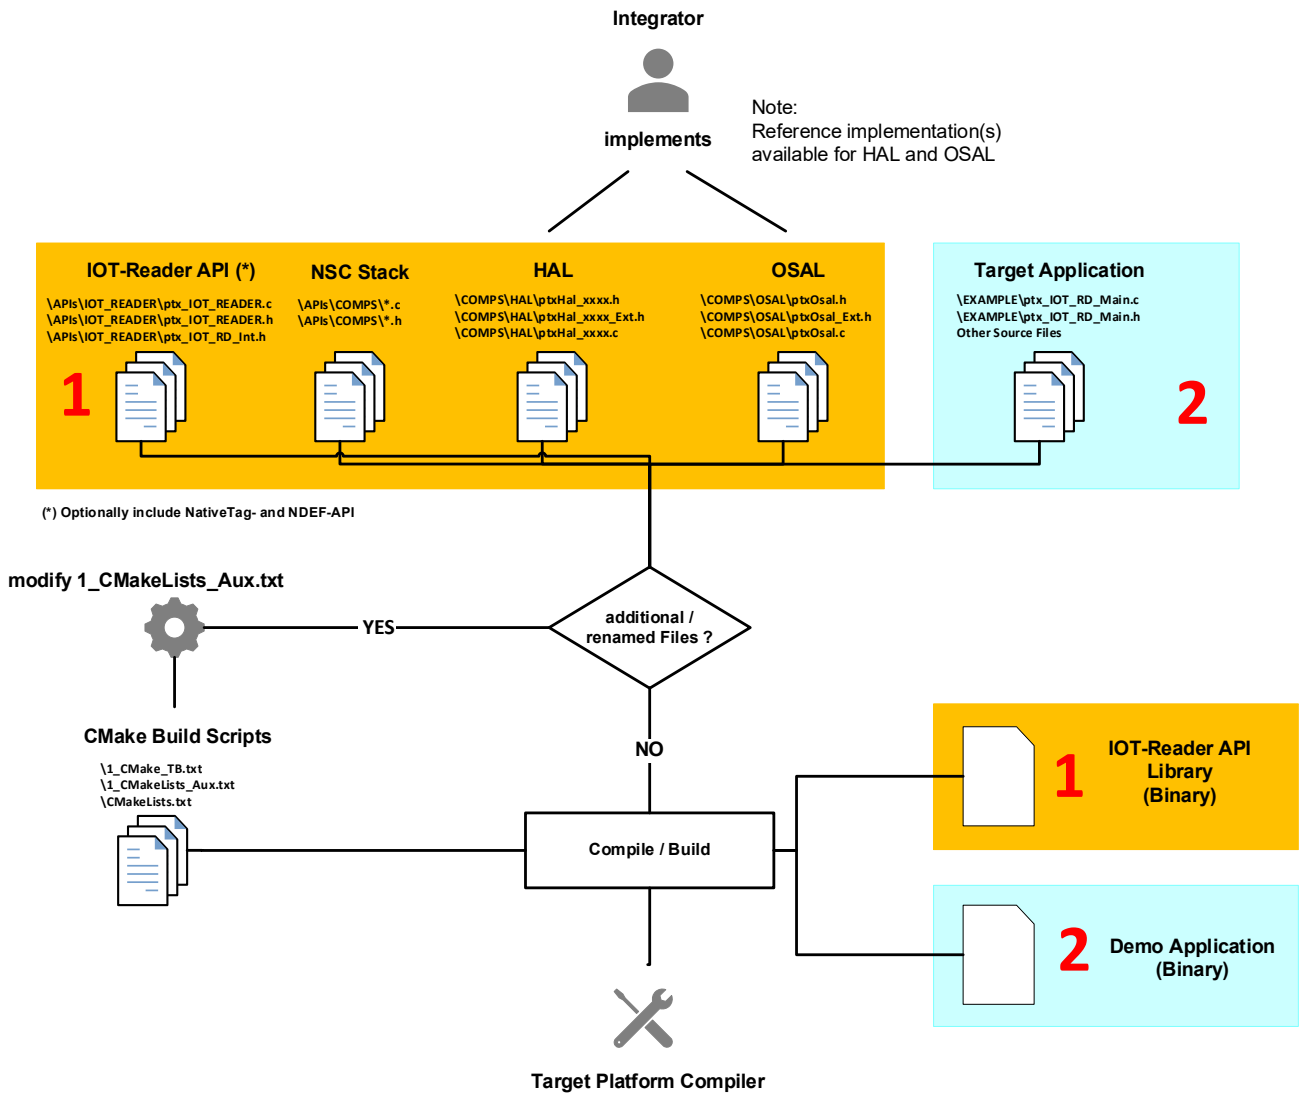 Integrator
implements
Note:
Reference implementation(s)
available for HAL and OSAL
IOT-Reader API (*)
\APIs\IOT_READER\ptx_IOT_READER.c
\APIs\IOT_READER\ptx_IOT_READER.h
\APIs\IOT_READER\ptx_IOT_RD_Int.h
1
NSC Stack
\APIs\COMPS\*.c
\APIs\COMPS\*.h
HAL
\COMPS\HAL\ptxHal_xxxx.h
\COMPS\HAL\ptxHal_xxxx_Ext.h
\COMPS\HAL\ptxHal_xxxx.c
OSAL
\COMPS\OSAL\ptxOsal.h
\COMPS\OSAL\ptxOsal_Ext.h
\COMPS\OSAL\ptxOsal.c
Target Application
\EXAMPLE\ptx_IOT_RD_Main.c
\EXAMPLE\ptx_IOT_RD_Main.h
Other Source Files
2
(*) Optionally include NativeTag- and NDEF-API
modify 1_CMakeLists_Aux.txt
YES
additional /
renamed Files ?
NO
CMake Build Scripts
\1_CMake_TB.txt
\1_CMakeLists_Aux.txt
\CMakeLists.txt
Compile / Build
1
IOT-Reader API
Library
(Binary)
2
Demo Application
(Binary)
Target Platform Compiler